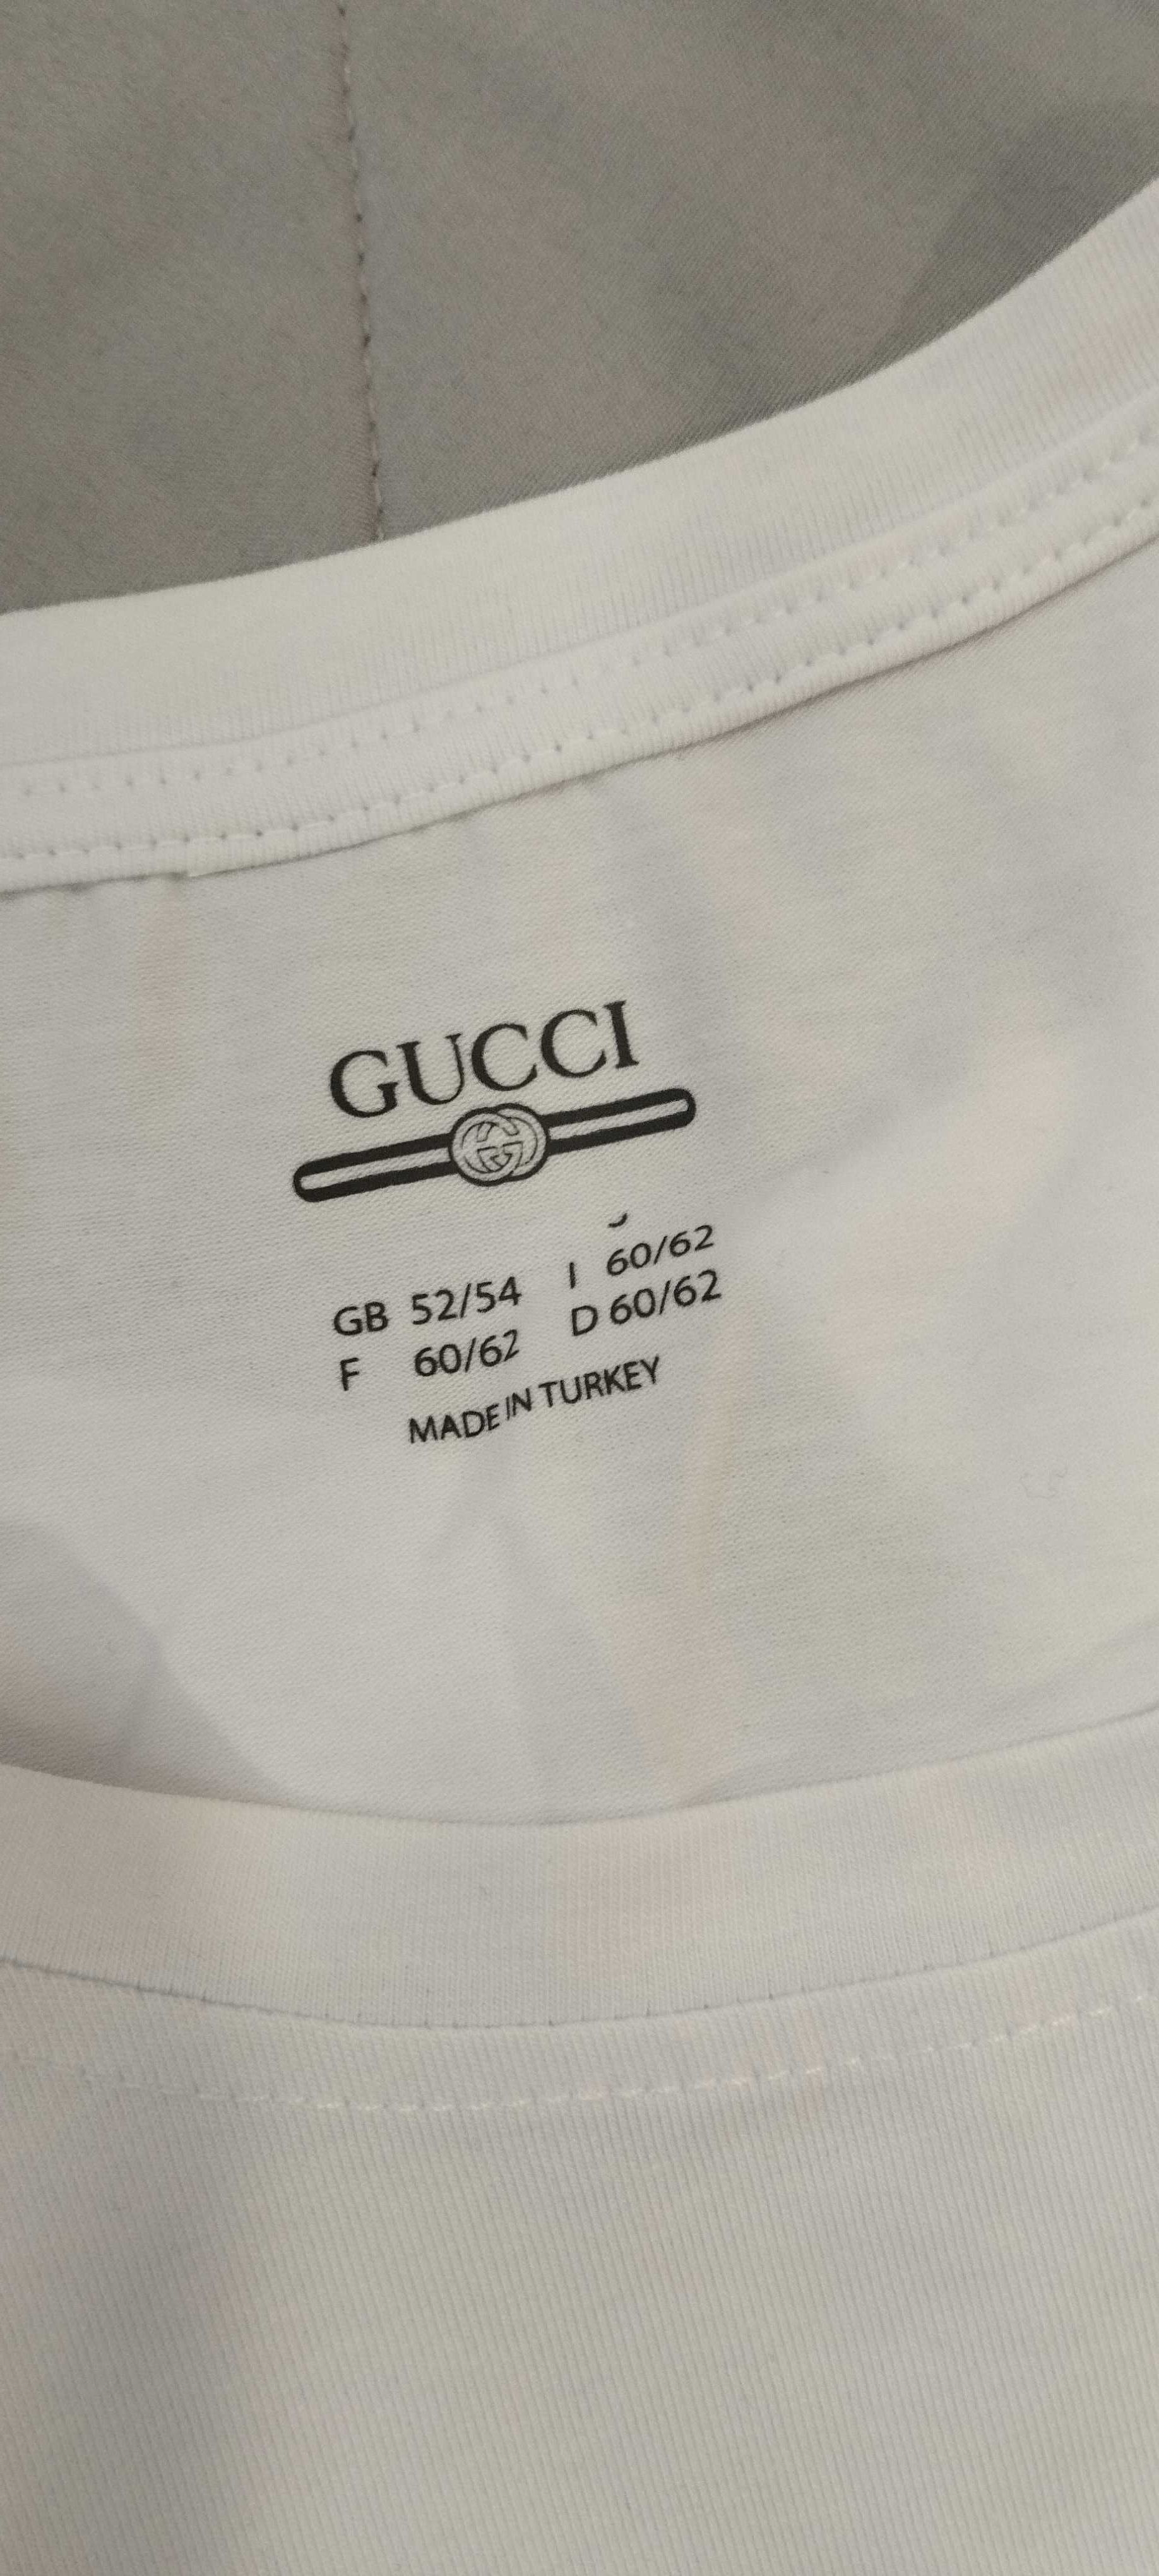 GUCCI
GB 52/54 I 60/62
F 60/62 D 60/62
MADE IN TURKEY